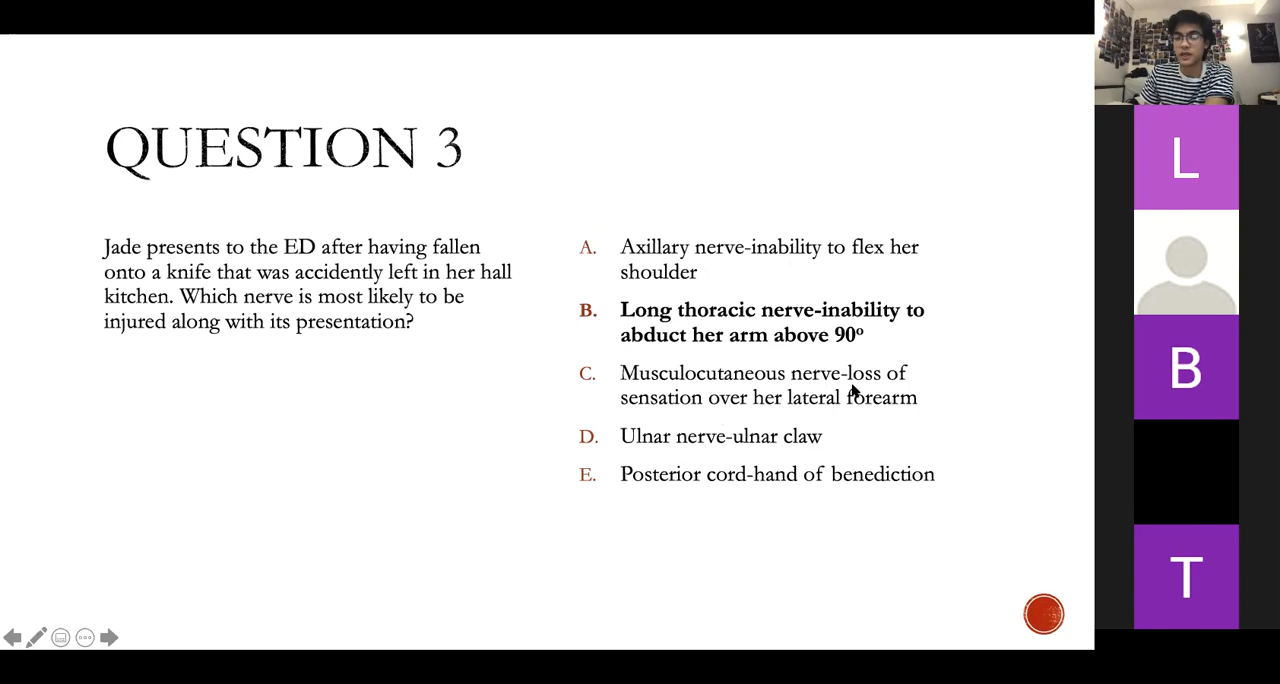 QUESTION 3
Jade presents to the ED after having fallen
onto a knife that was accidently left in her hall
kitchen. Which nerve is most likely to be
injured along with its presentation?
A. Axillary nerve-inability to flex her
shoulder
B. Long thoracic nerve-inability to
abduct her arm above 90º
C. Musculocutaneous nerve-loss of
sensation over her lateral forearm
D. Ulnar nerve-ulnar claw
E. Posterior cord-hand of benediction
L
B
T